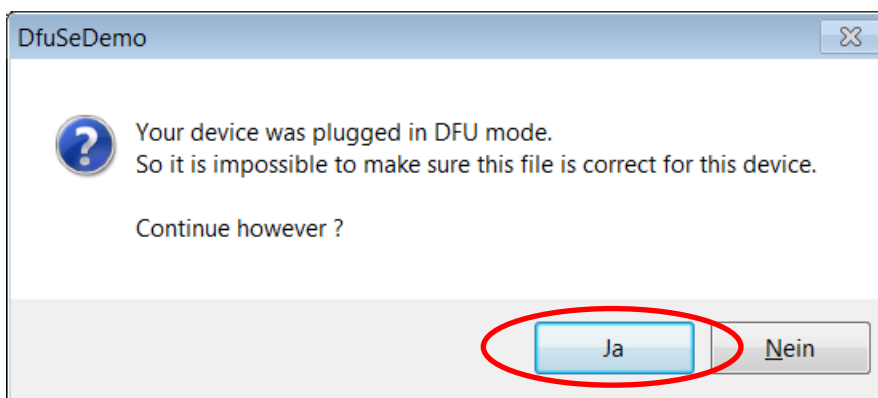 DfuSeDemo
Your device was plugged in DFU mode.
So it is impossible to make sure this file is correct for this device.
Continue however ?
Ja
Nein